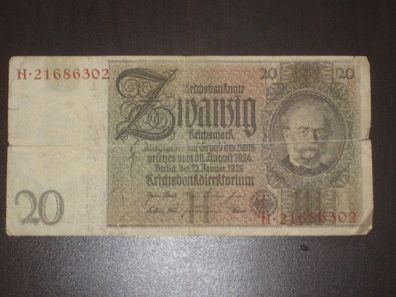 H·21686302
20
20
Reichsbanknote
Zwanzig
Reichsmark
Ausgegeben auf Grund des Bank
gesetzes vom 30. August 1924
Berlin, den 22. Januar 1929
Reichsbankdirektorium
20
H
H·21686302